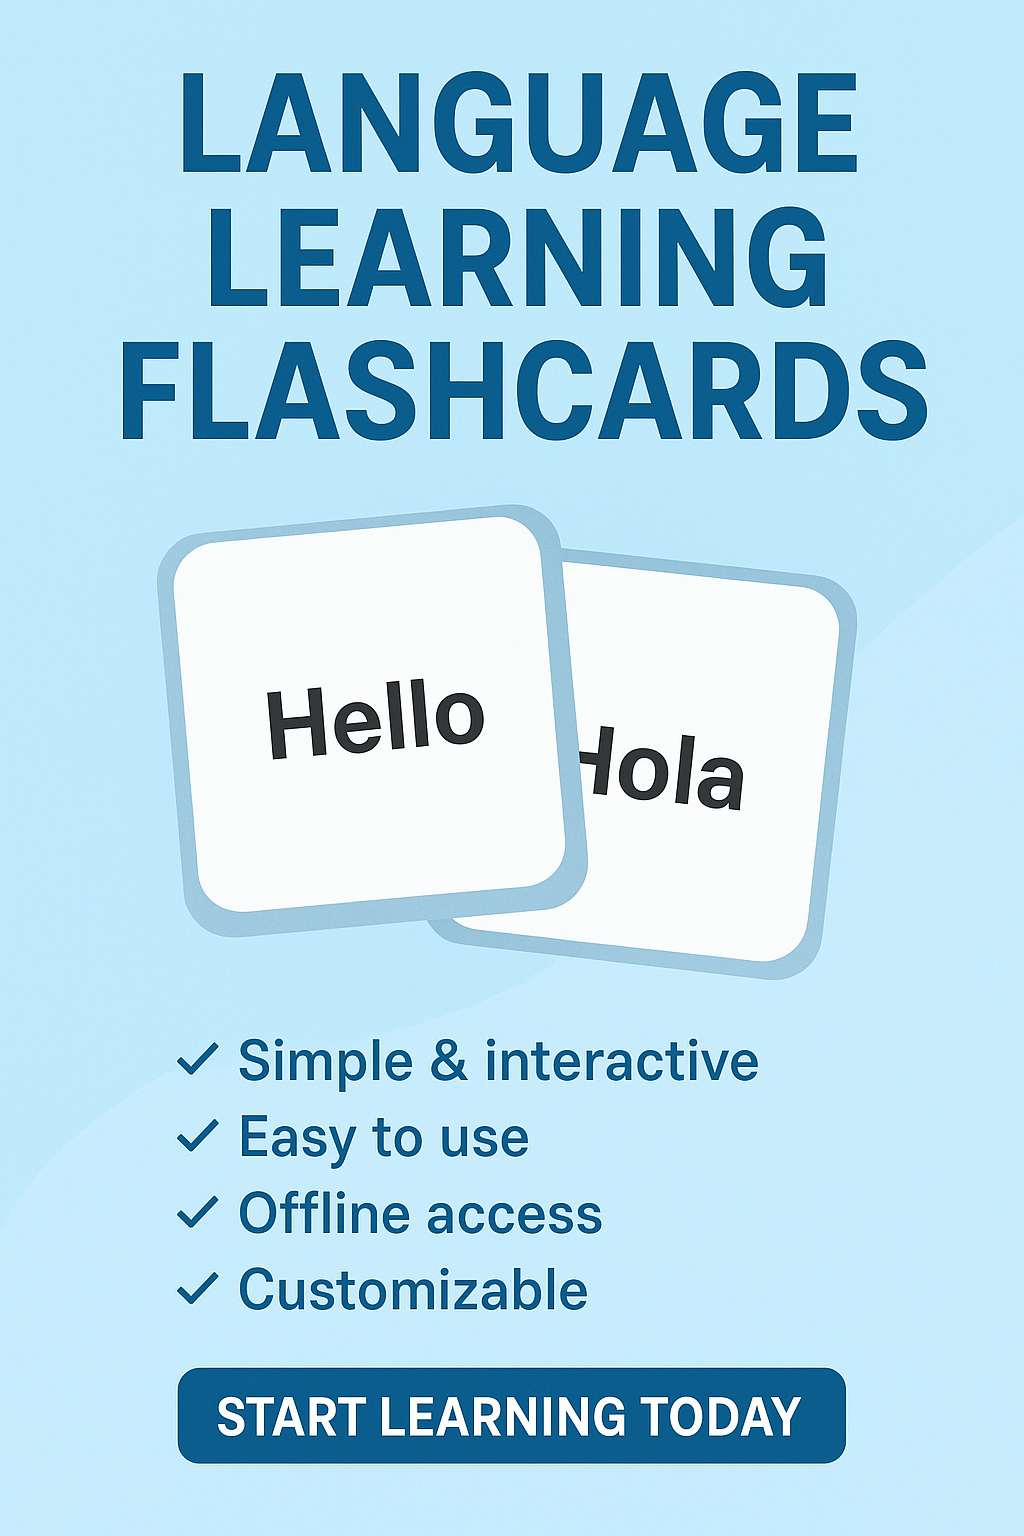 LANGUAGE
LEARNING
FLASHCARDS
Hello
Hola
✓ Simple & interactive
✓ Easy to use
✓ Offline access
✓ Customizable
START LEARNING TODAY